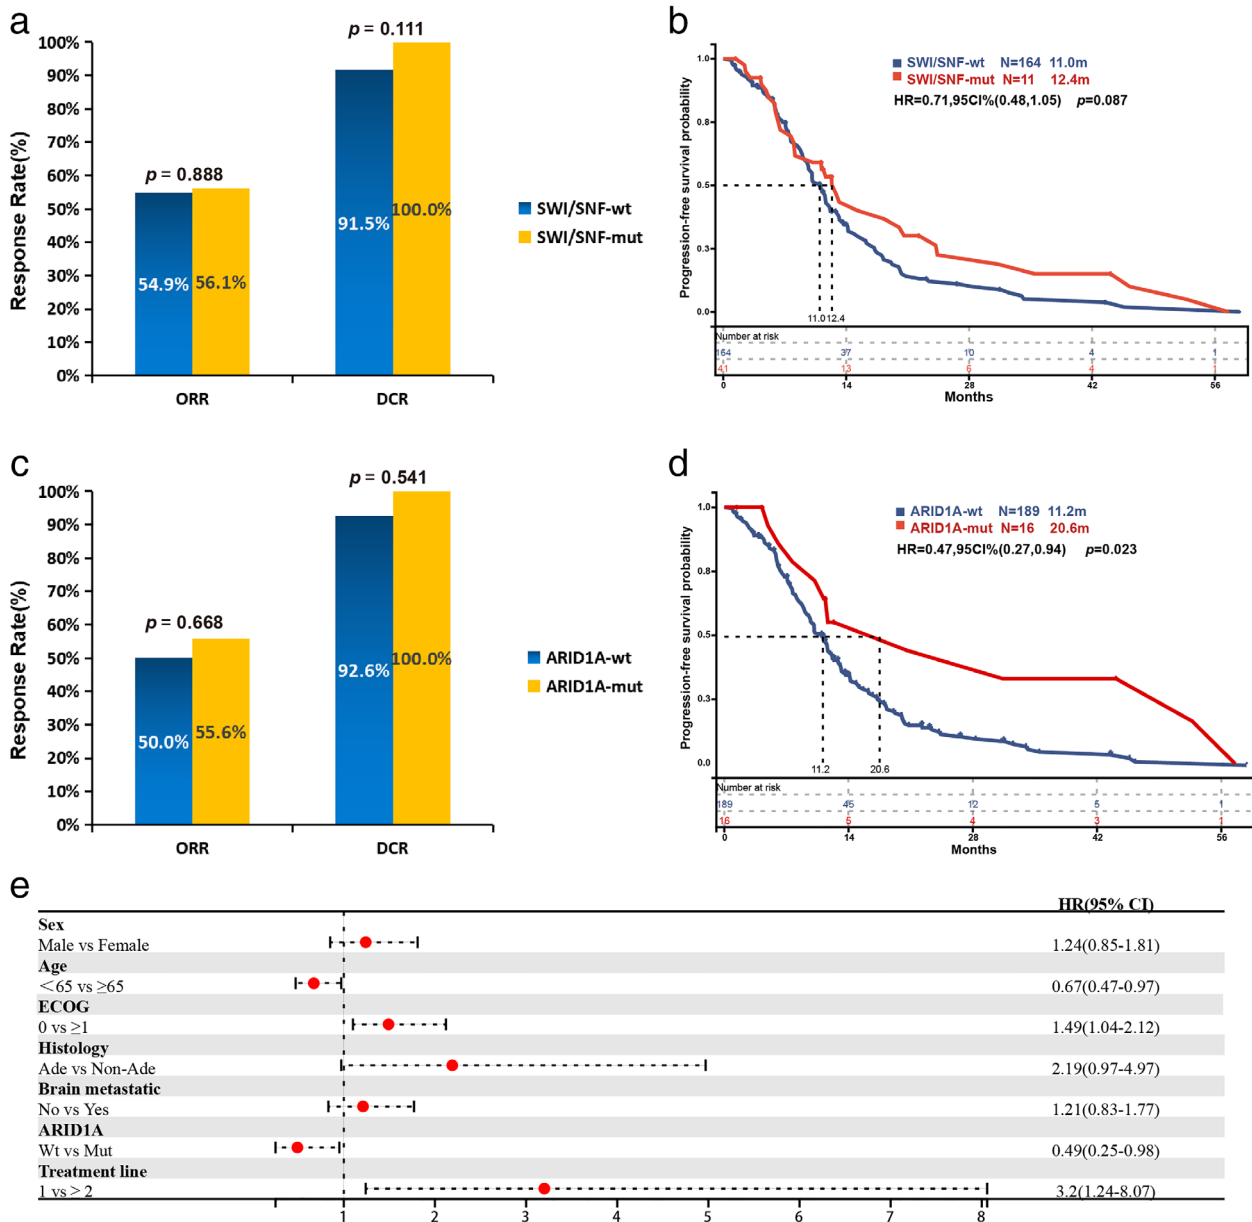 a
p = 0.111
100%
90%
80%
70%
60%
50%
40%
30%
20%
10%
0%
Response Rate(%)
p = 0.888
54.9%
56.1%
91.5%
100.0%
ORR
DCR
SWI/SNF-wt
SWI/SNF-mut
b
SWI/SNF-wt N=164 11.0m
SWI/SNF-mut N=11 12.4m
HR=0.71,95CI%(0.48,1.05) p=0.087
Progression-free survival probability
1.0
0.8
0.5
0.3
0.0
11.0 12.4
Number at risk
164 37 10 4 1
41 13 6 4 1
0 14 28 42 56
Months
c
p = 0.541
100%
90%
80%
70%
60%
50%
40%
30%
20%
10%
0%
Response Rate(%)
p = 0.668
50.0%
55.6%
92.6%
100.0%
ORR
DCR
ARID1A-wt
ARID1A-mut
d
ARID1A-wt N=189 11.2m
ARID1A-mut N=16 20.6m
HR=0.47,95CI%(0.27,0.94) p=0.023
Progression-free survival probability
1.0
0.8
0.5
0.3
0.0
11.2 20.6
Number at risk
189 45 12 5 1
16 5 4 3 1
0 14 28 42 56
Months
e
HR(95% CI)
Sex
Male vs Female 1.24(0.85-1.81)
Age
<65 vs ≥65 0.67(0.47-0.97)
ECOG
0 vs ≥1 1.49(1.04-2.12)
Histology
Ade vs Non-Ade 2.19(0.97-4.97)
Brain metastatic
No vs Yes 1.21(0.83-1.77)
ARID1A
Wt vs Mut 0.49(0.25-0.98)
Treatment line
1 vs > 2 3.2(1.24-8.07)
1 2 3 4 5 6 7 8